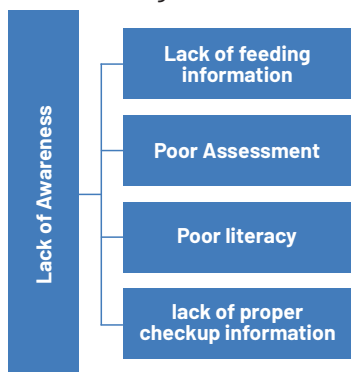 Lack of Awareness
Lack of feeding
information
Poor Assessment
Poor literacy
lack of proper
checkup information